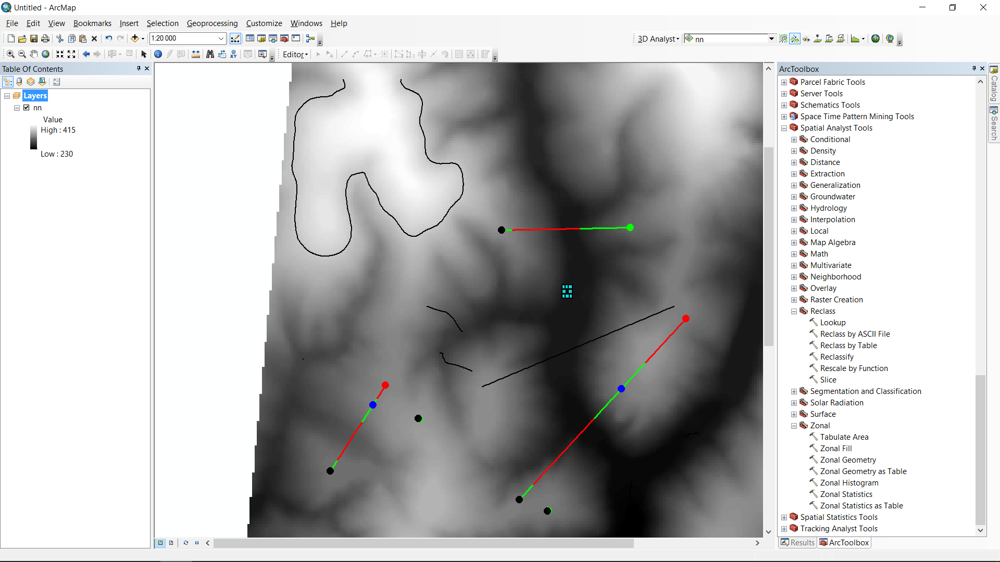 Untitled - ArcMap
File Edit View Bookmarks Insert Selection Geoprocessing Customize Windows Help
1:20 000
3D Analyst
nn
Editor
Table Of Contents
Layers
nn
Value
High : 415
Low : 230
ArcToolbox
Parcel Fabric Tools
Server Tools
Schematics Tools
Space Time Pattern Mining Tools
Spatial Analyst Tools
Conditional
Density
Distance
Extraction
Generalization
Groundwater
Hydrology
Interpolation
Local
Map Algebra
Math
Multivariate
Neighborhood
Overlay
Raster Creation
Reclass
Lookup
Reclass by ASCII File
Reclass by Table
Reclassify
Rescale by Function
Slice
Segmentation and Classification
Solar Radiation
Surface
Zonal
Tabulate Area
Zonal Fill
Zonal Geometry
Zonal Geometry as Table
Zonal Histogram
Zonal Statistics
Zonal Statistics as Table
Spatial Statistics Tools
Tracking Analyst Tools
Results
ArcToolbox
Catalog
Search